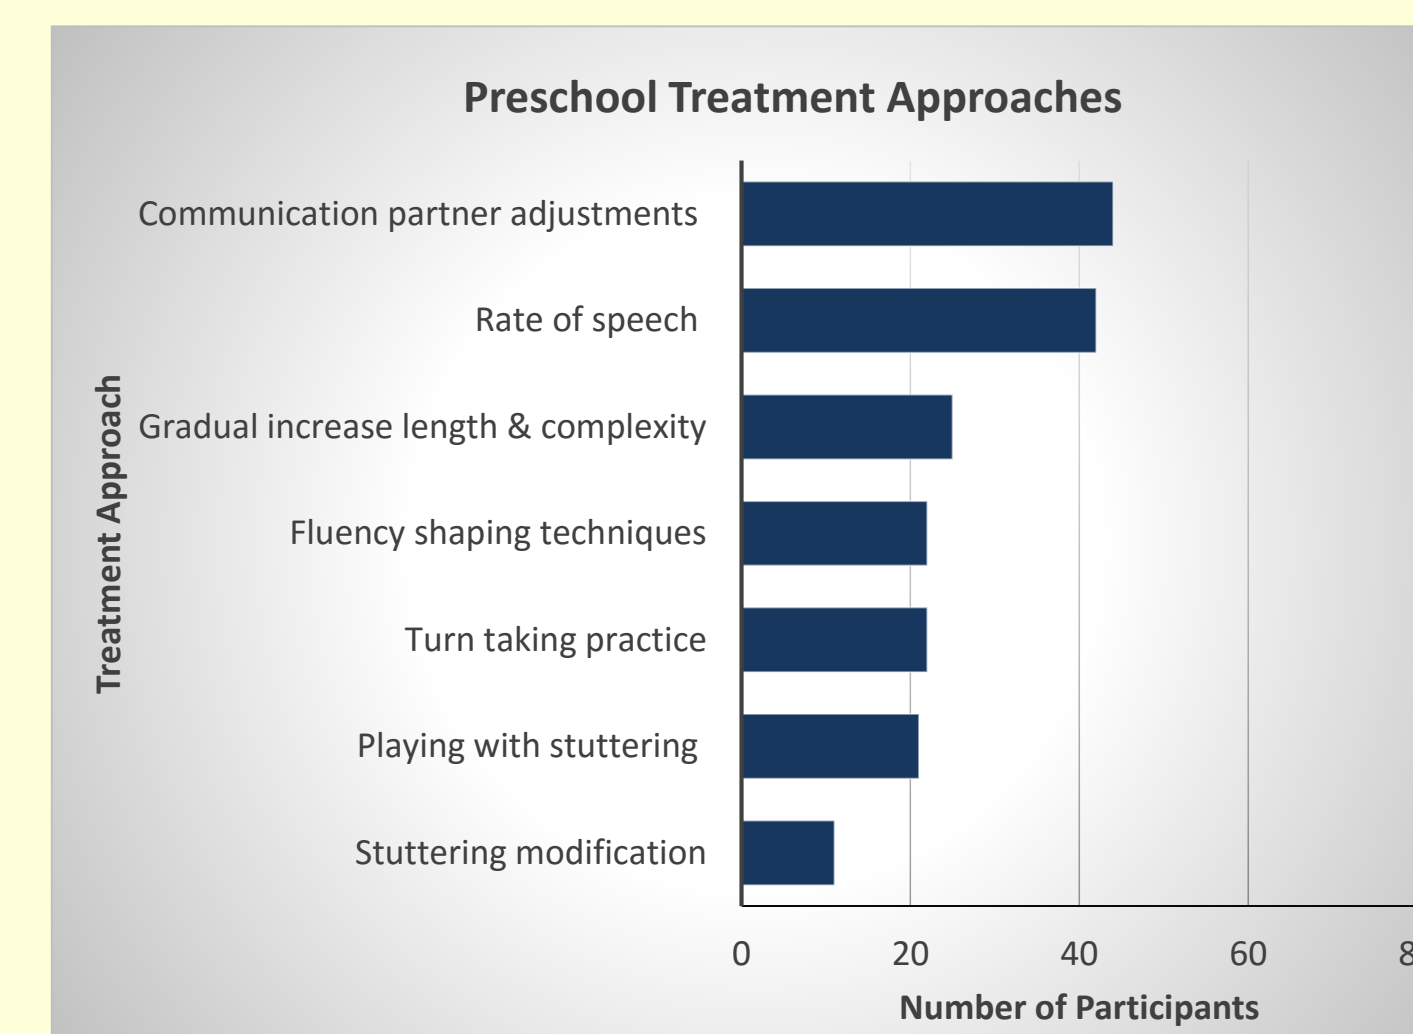 Preschool Treatment Approaches
Treatment Approach
Communication partner adjustments
Rate of speech
Gradual increase length & complexity
Fluency shaping techniques
Turn taking practice
Playing with stuttering
Stuttering modification
0 20 40 60
Number of Participants